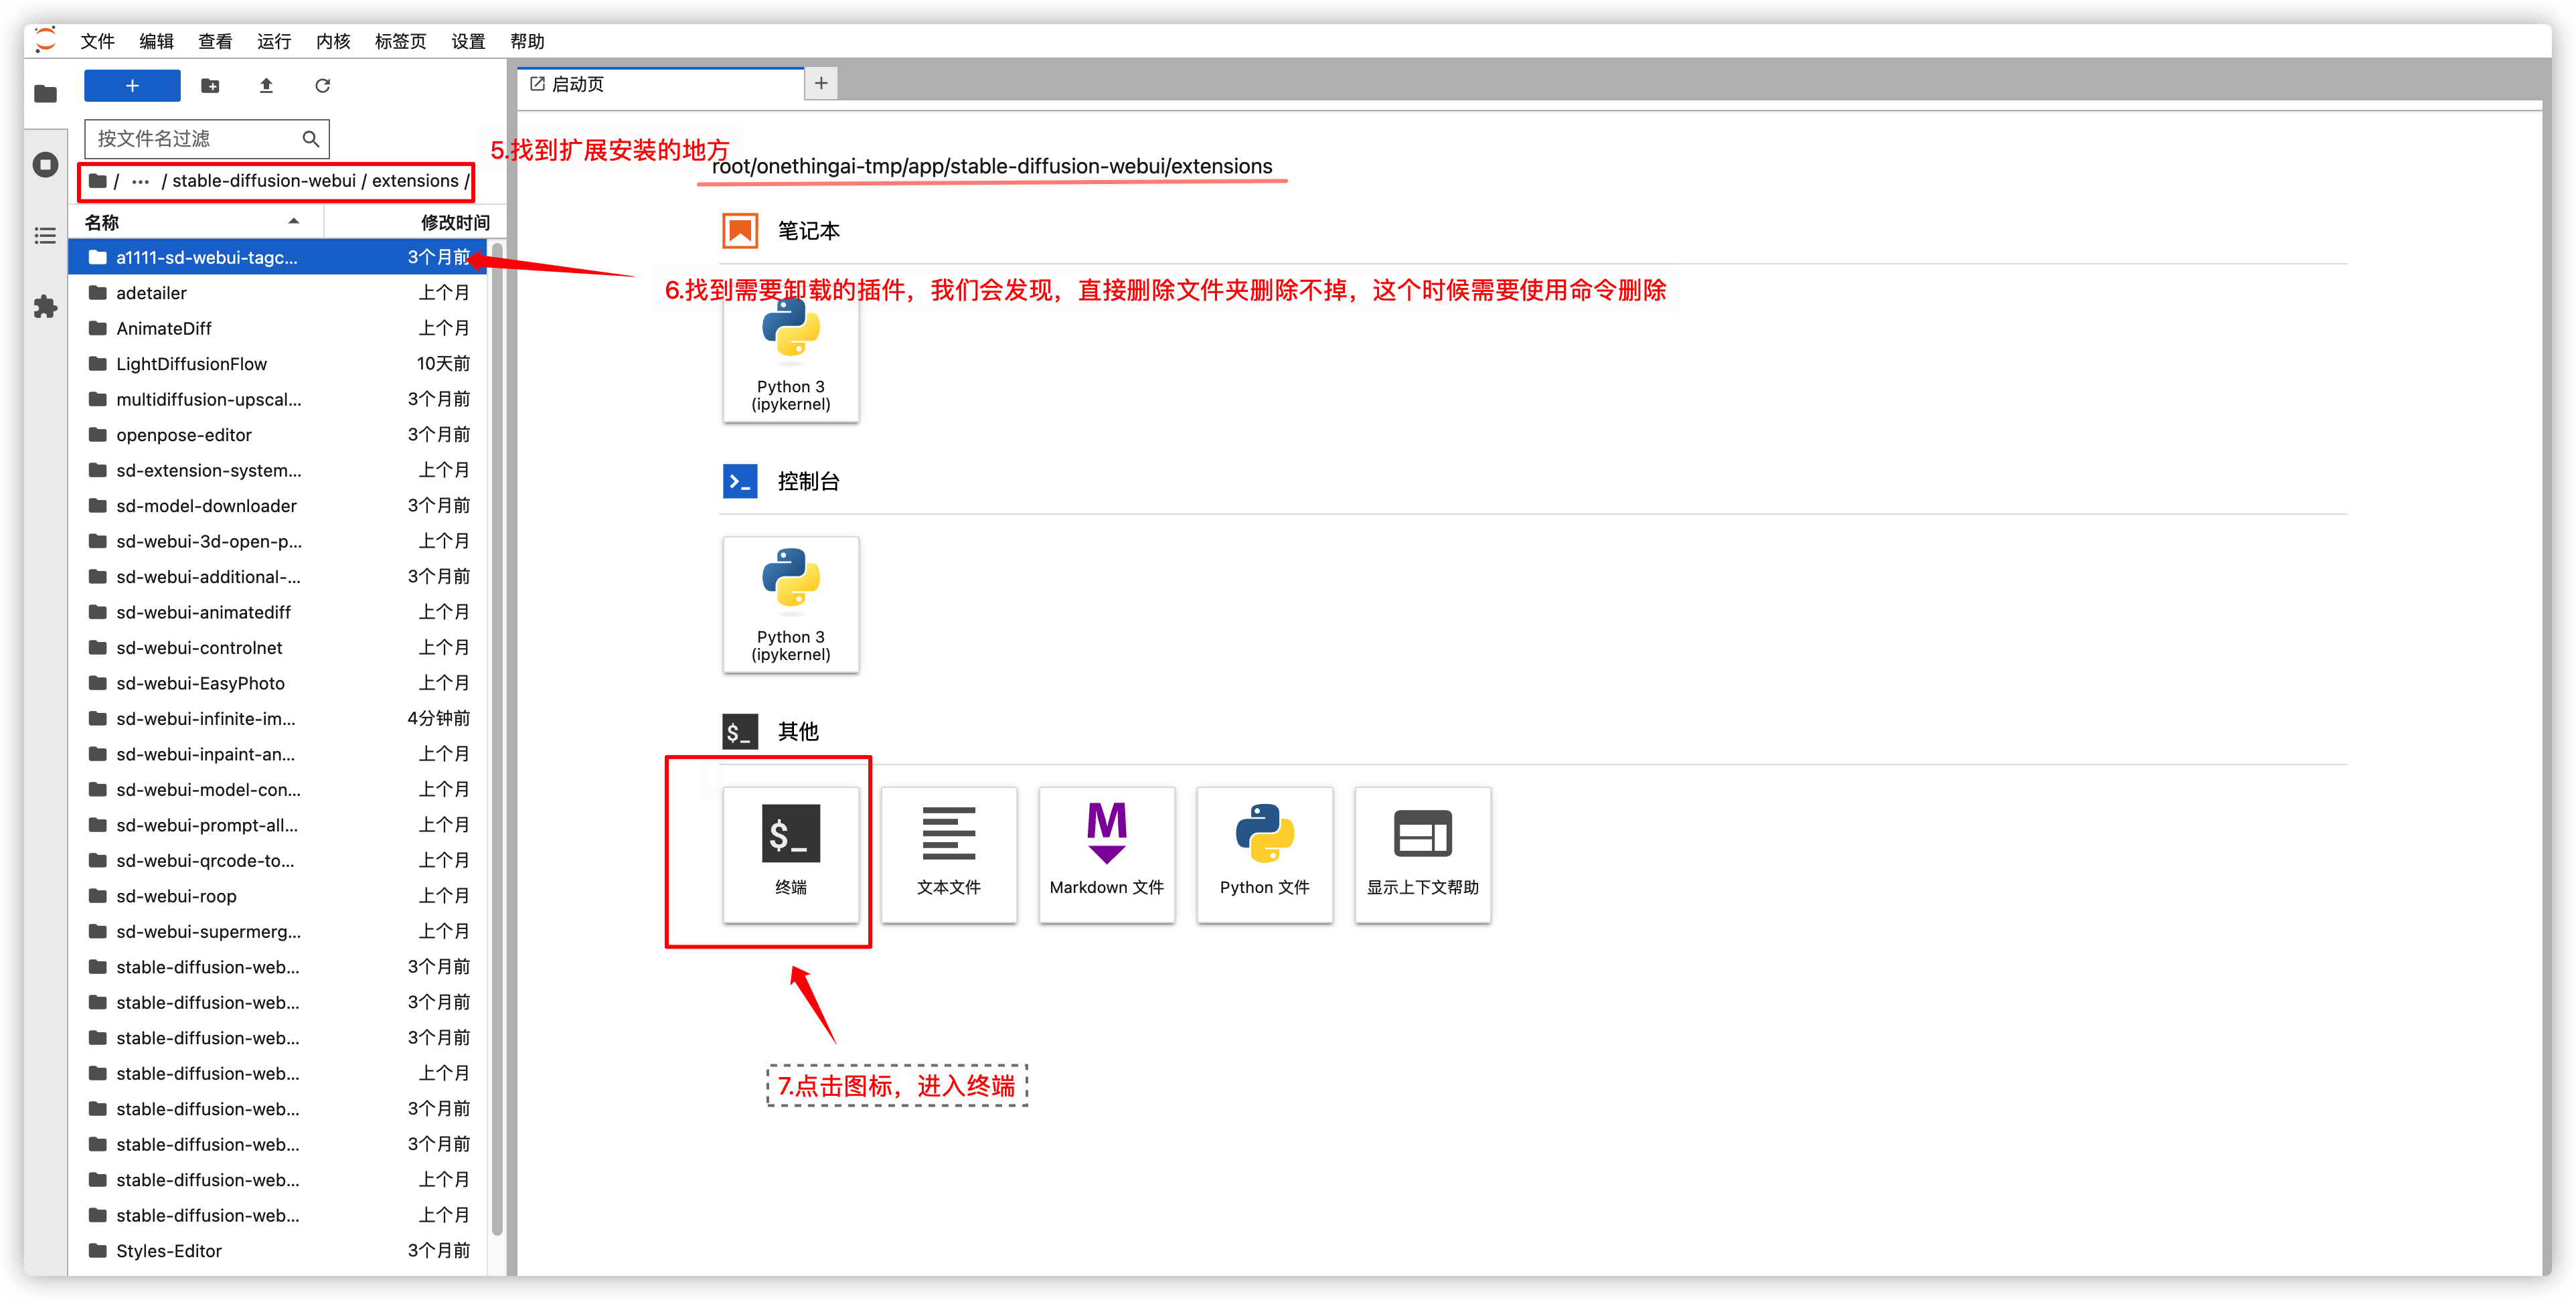 文件 编辑 查看 运行 内核 标签页 设置 帮助
启动页
按文件名过滤
5.找到扩展安装的地方
root/onethingai-tmp/app/stable-diffusion-webui/extensions
/ ··· / stable-diffusion-webui / extensions /
名称 修改时间
a1111-sd-webui-tagc... 3个月前
adetailer 上个月
AnimateDiff 上个月
LightDiffusionFlow 10天前
multidiffusion-upscal... 3个月前
openpose-editor 3个月前
sd-extension-system... 上个月
sd-model-downloader 3个月前
sd-webui-3d-open-p... 上个月
sd-webui-additional-... 3个月前
sd-webui-animatediff 上个月
sd-webui-controlnet 上个月
sd-webui-EasyPhoto 上个月
sd-webui-infinite-im... 4分钟前
sd-webui-inpaint-an... 上个月
sd-webui-model-con... 上个月
sd-webui-prompt-all... 上个月
sd-webui-qrcode-to... 上个月
sd-webui-roop 上个月
sd-webui-supermerg... 上个月
stable-diffusion-web... 3个月前
stable-diffusion-web... 3个月前
stable-diffusion-web... 3个月前
stable-diffusion-web... 上个月
stable-diffusion-web... 3个月前
stable-diffusion-web... 3个月前
stable-diffusion-web... 上个月
stable-diffusion-web... 上个月
Styles-Editor 3个月前
笔记本
6.找到需要卸载的插件，我们会发现，直接删除文件夹删除不掉，这个时候需要使用命令删除
Python 3
(ipykernel)
控制台
Python 3
(ipykernel)
$_ 其他
$_
终端
文本文件
Markdown 文件
Python 文件
显示上下文帮助
7.点击图标，进入终端